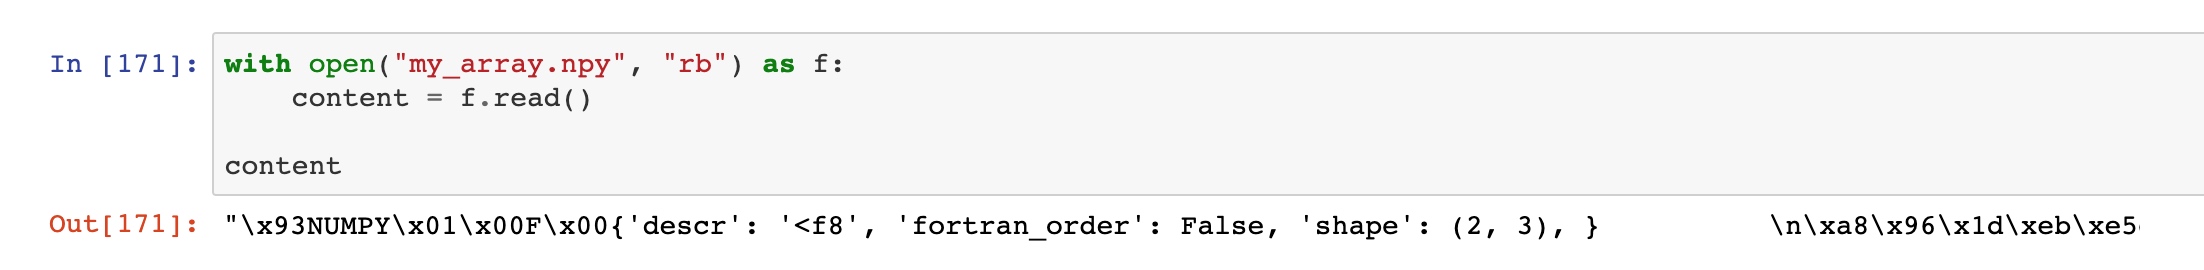 In [171]: with open("my_array.npy", "rb") as f:
    content = f.read()
content
Out[171]: "\x93NUMPY\x01\x00F\x00{'descr': '<f8', 'fortran_order': False, 'shape': (2, 3), }          \n\xa8\x96\x1d\xeb\xe5